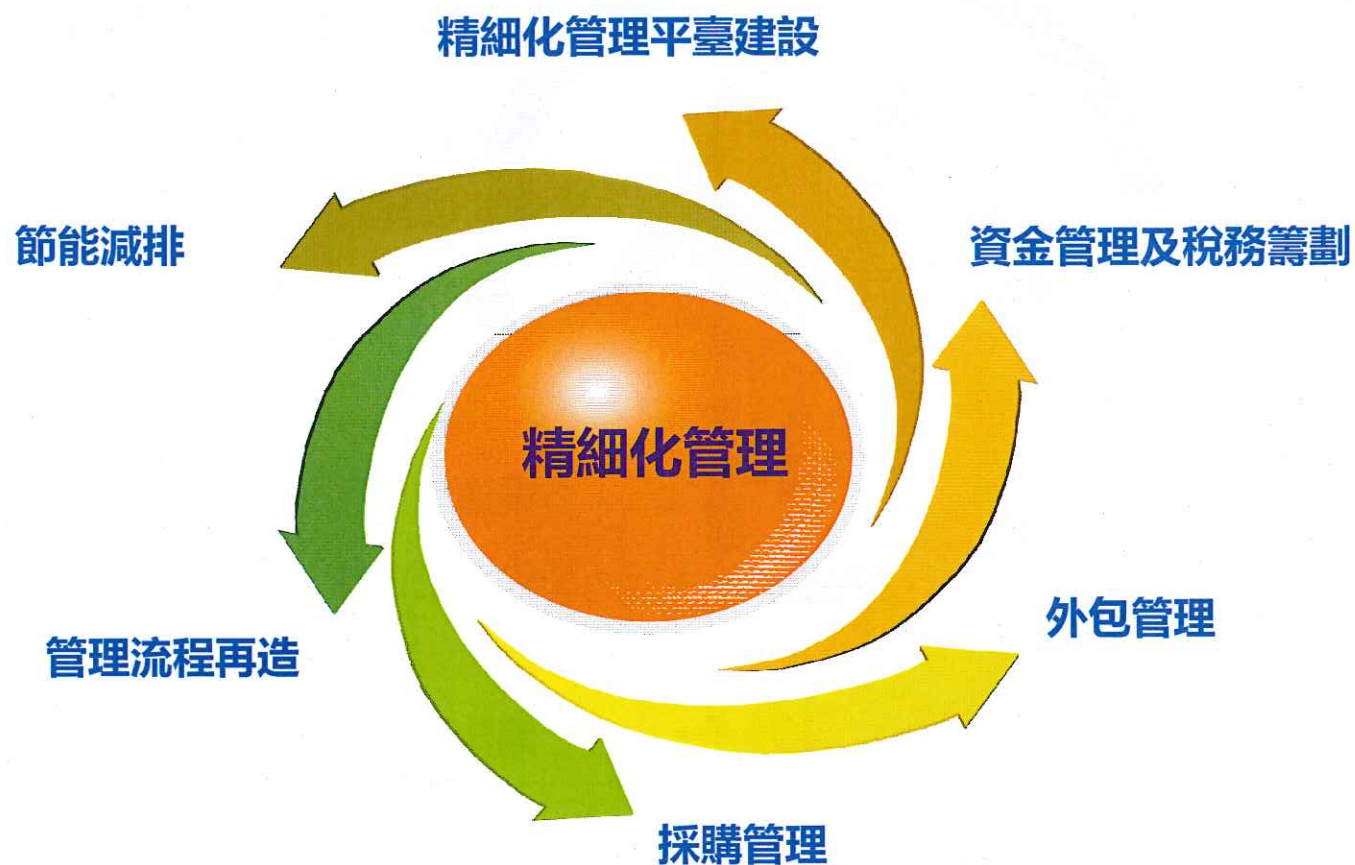 精細化管理平臺建設
節能減排
資金管理及稅務籌劃
精細化管理
外包管理
管理流程再造
採購管理